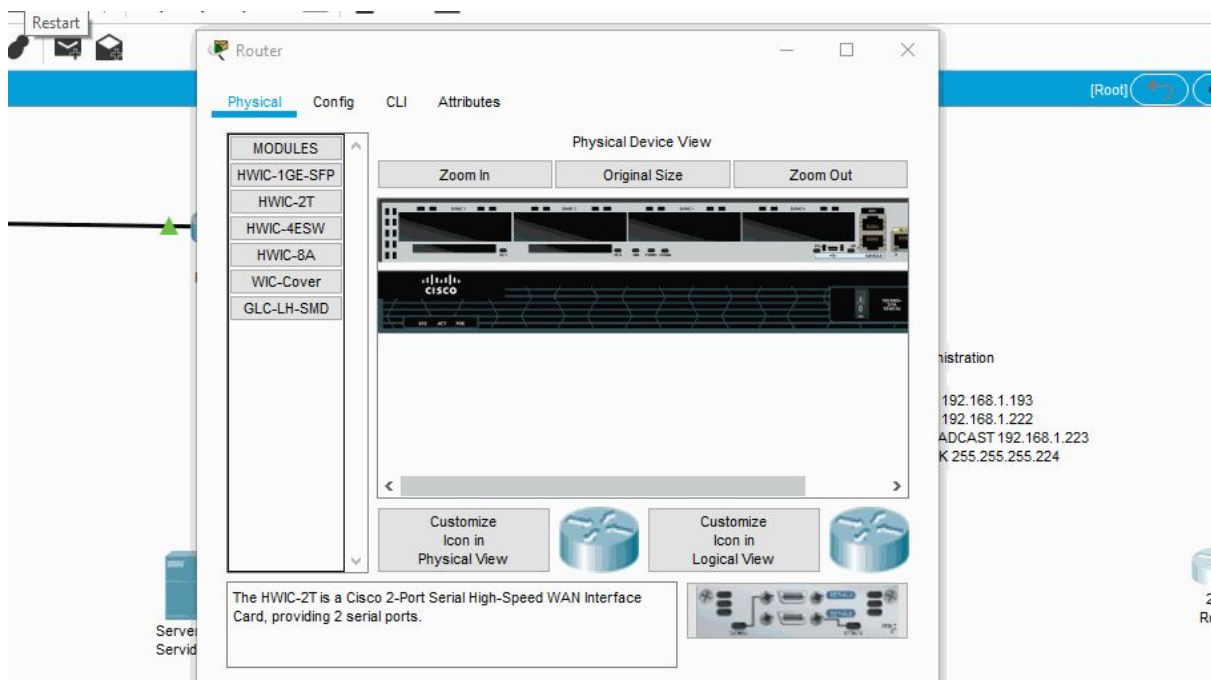 Restart
Router
[Root]
Physical Config CLI Attributes
MODULES
HWIC-1GE-SFP
HWIC-2T
HWIC-4ESW
HWIC-8A
WIC-Cover
GLC-LH-SMD
Physical Device View
Zoom In Original Size Zoom Out
CISCO
Customize
Icon in
Physical View
Customize
Icon in
Logical View
The HWIC-2T is a Cisco 2-Port Serial High-Speed WAN Interface
Card, providing 2 serial ports.
nistration
192.168.1.193
192.168.1.222
ADCAST 192.168.1.223
K 255.255.255.224
Server
Servid
2
Ro